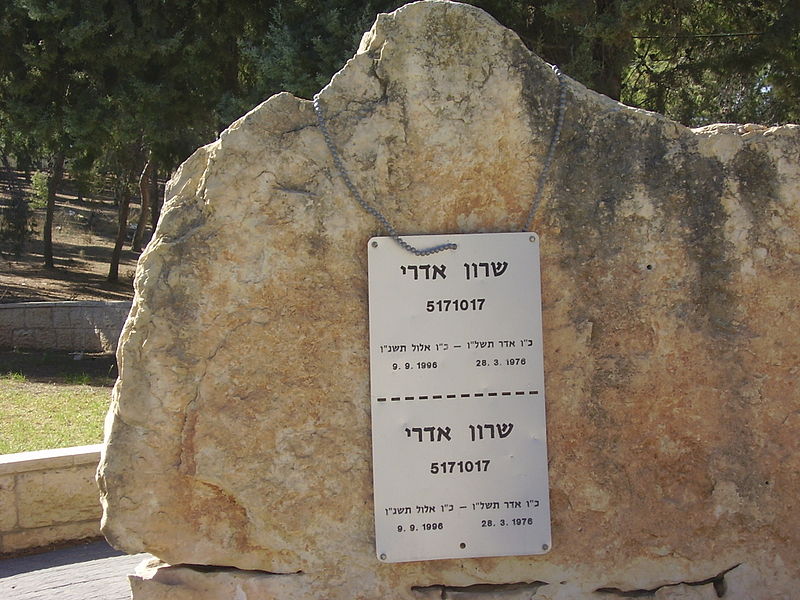 שרון אדרי
5171017
כ"ו אדר תשל"ו – כ"ו אלול תשנ"ו
28. 3. 1976 9. 9. 1996
שרון אדרי
5171017
כ"ו אדר תשל"ו – כ"ו אלול תשנ"ו
28. 3. 1976 9. 9. 1996